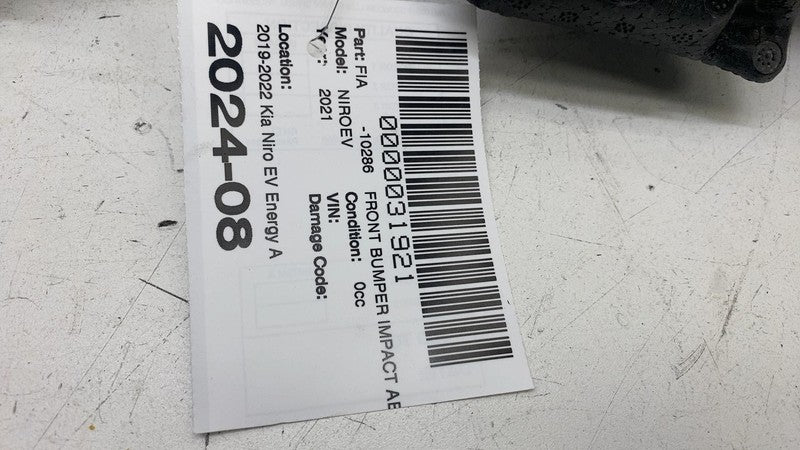 0000031921
Part: FIA -10286 FRONT BUMPER IMPACT AE
Model: NIROEV Condition: 0cc
Year: 2021 VIN:
Damage Code:
Location:
2019-2022 Kia Niro EV Energy A
2024-08